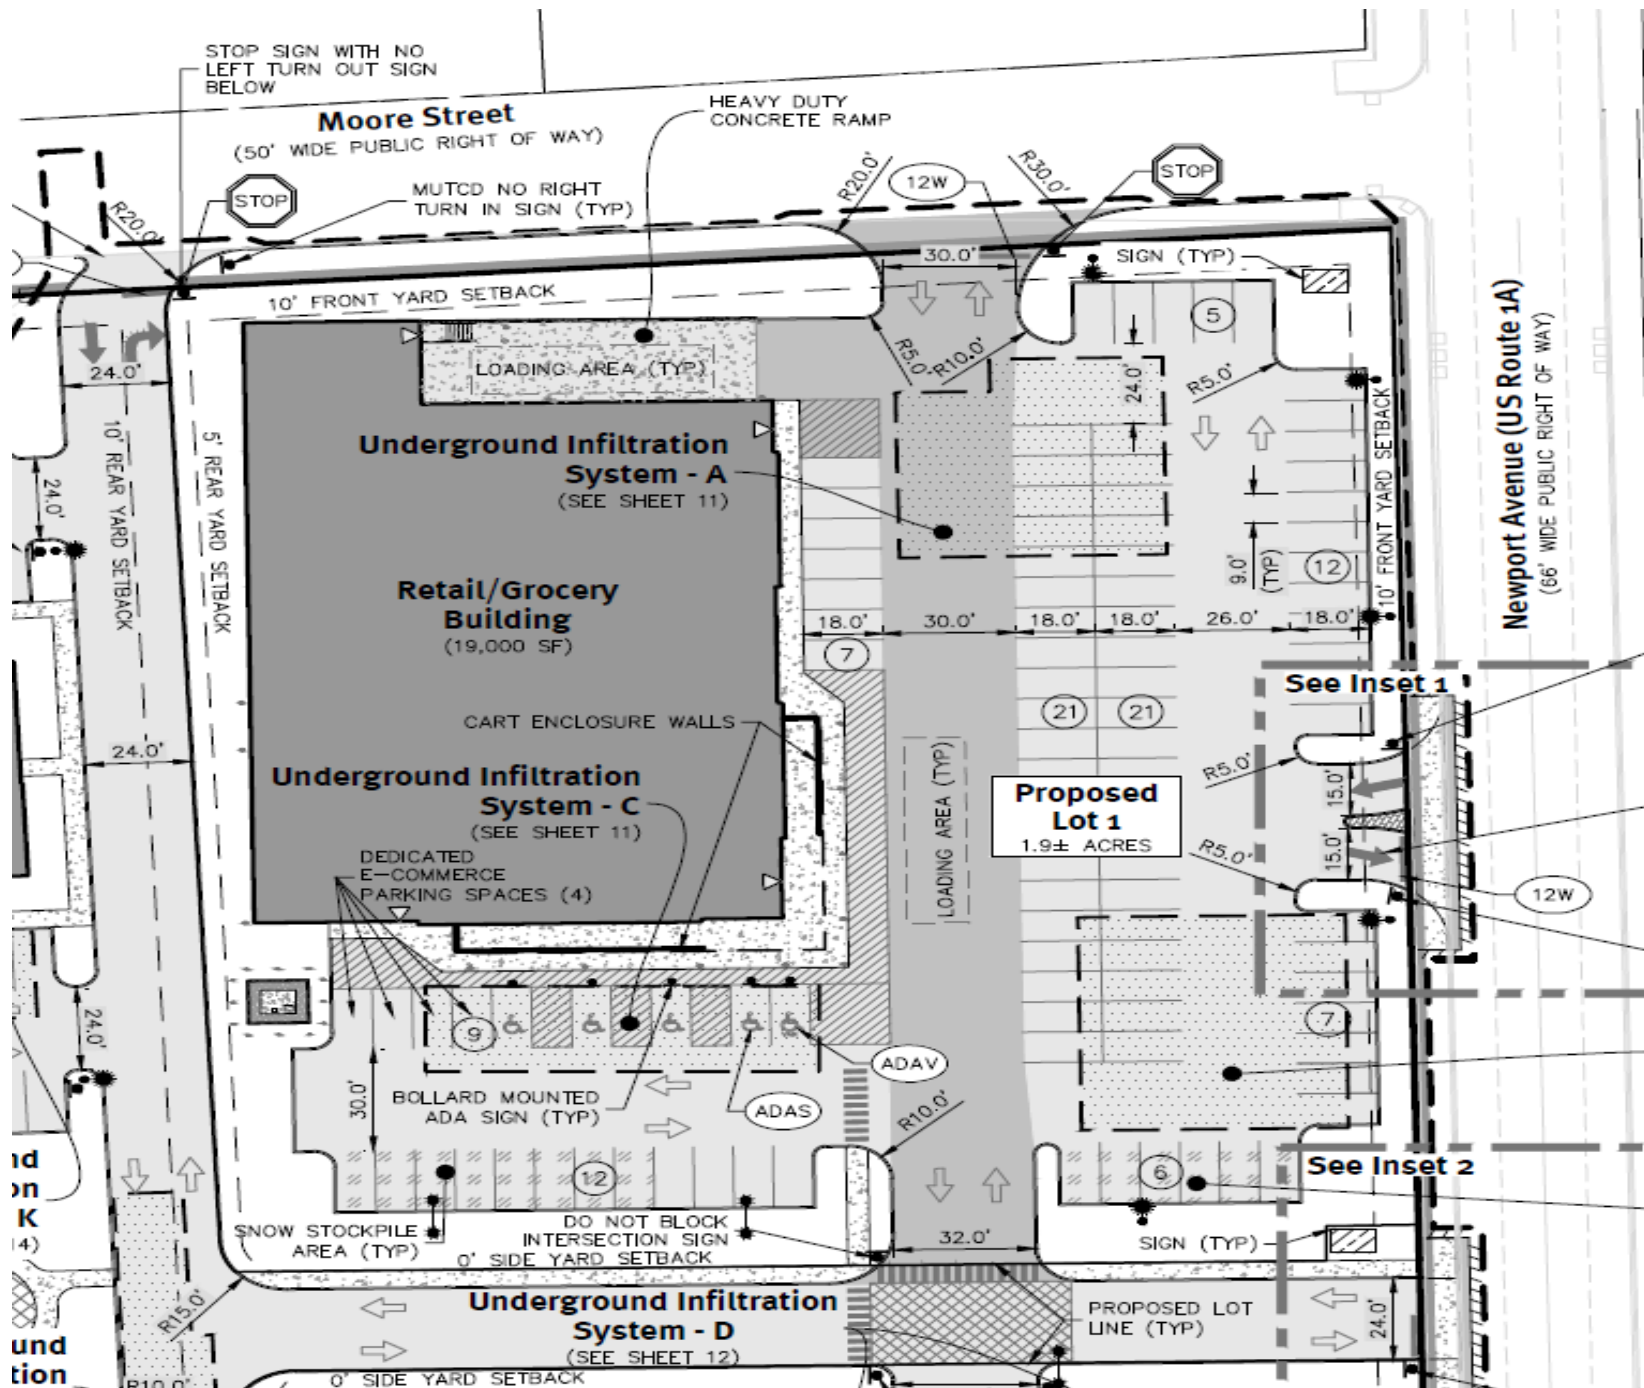 STOP SIGN WITH NO
LEFT TURN OUT SIGN
BELOW
Moore Street
(50' WIDE PUBLIC RIGHT OF WAY)
HEAVY DUTY
CONCRETE RAMP
STOP
MUTCD NO RIGHT
TURN IN SIGN (TYP)
R20.0'
R20.0'
12W
R30.0'
STOP
30.0'
SIGN (TYP)
10' FRONT YARD SETBACK
5
R5.0'
R10.0'
LOADING AREA (TYP)
24.0'
24.0'
R5.0'
10' REAR YARD SETBACK
5' REAR YARD SETBACK
24.0'
Underground Infiltration
System - A
(SEE SHEET 11)
10' FRONT YARD SETBACK
Newport Avenue (US Route 1A)
(66' WIDE PUBLIC RIGHT OF WAY)
9.0'
(TYP)
12
Retail/Grocery
Building
(19,000 SF)
18.0'
30.0'
18.0'
18.0'
26.0'
18.0'
7
See Inset 1
21
21
CART ENCLOSURE WALLS
24.0'
Underground Infiltration
System - C
(SEE SHEET 11)
LOADING AREA (TYP)
Proposed
Lot 1
1.9± ACRES
R5.0'
15.0'
15.0'
R5.0'
12W
DEDICATED
E-COMMERCE
PARKING SPACES (4)
24.0'
9
7
ADAV
30.0'
BOLLARD MOUNTED
ADA SIGN (TYP)
ADAS
R10.0'
12
6
See Inset 2
nd
on
K
14)
SNOW STOCKPILE
AREA (TYP)
DO NOT BLOCK
INTERSECTION SIGN
0' SIDE YARD SETBACK
32.0'
SIGN (TYP)
R15.0'
Underground Infiltration
System - D
(SEE SHEET 12)
PROPOSED LOT
LINE (TYP)
24.0'
und
tion
R10.0'
0' SIDE YARD SETBACK